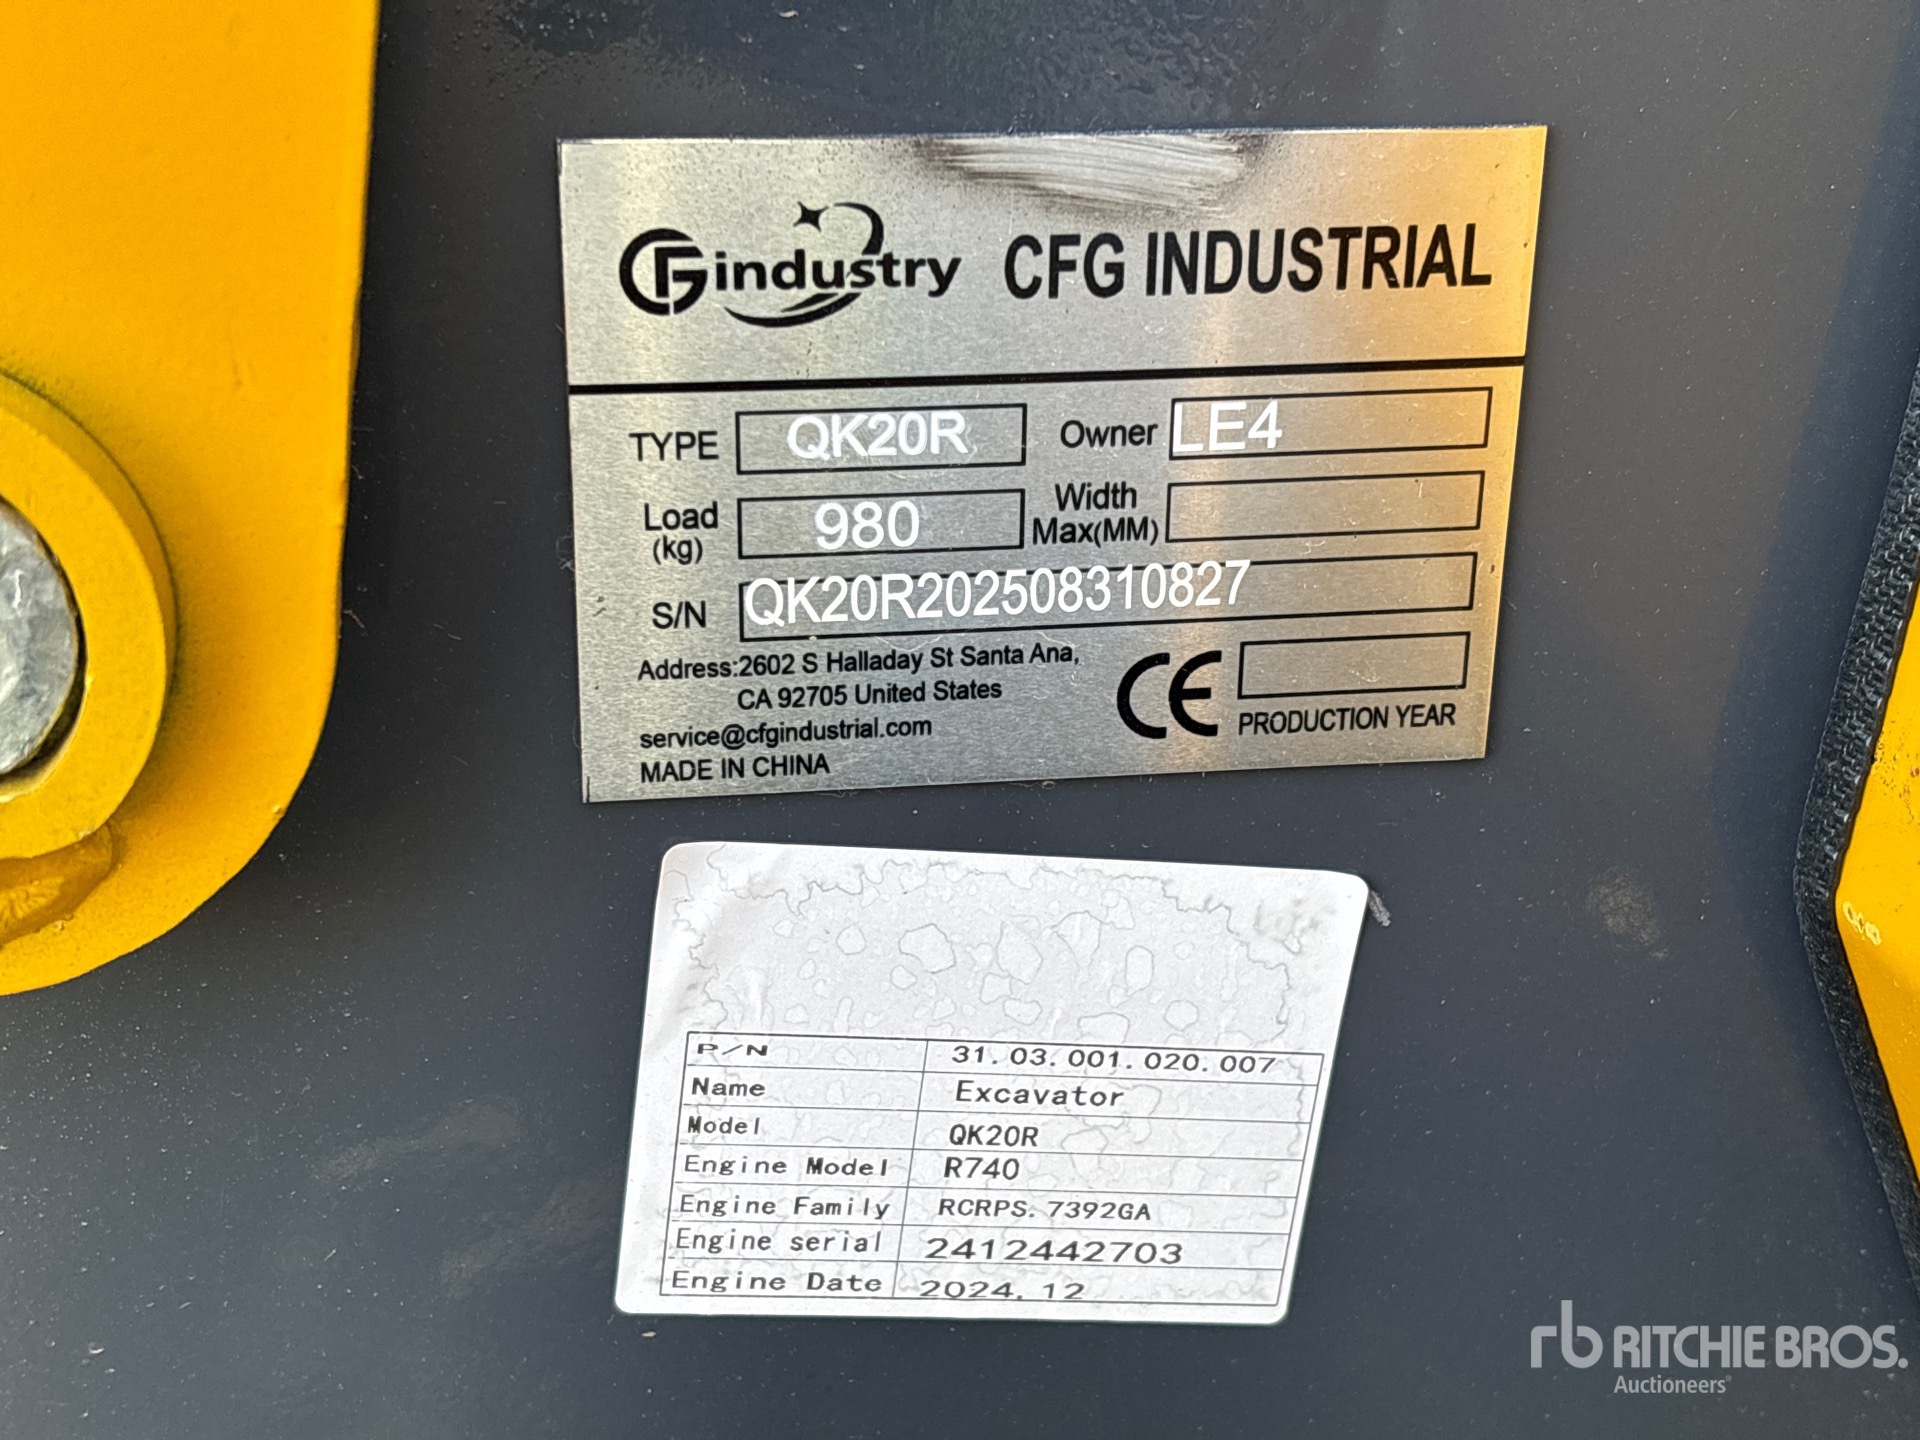 CFG industry CFG INDUSTRIAL
TYPE QK20R Owner LE4
Load (kg) 980 Width Max(MM)
S/N QK20R202508310827
Address:2602 S Halladay St Santa Ana,
CA 92705 United States
service@cfgindustrial.com
MADE IN CHINA
CE PRODUCTION YEAR
P/N 31.03.001.020.007
Name Excavator
Model QK20R
Engine Model R740
Engine Family RCRPS.7392GA
Engine serial 2412442703
Engine Date 2024.12
rb RITCHIE BROS.
Auctioneers